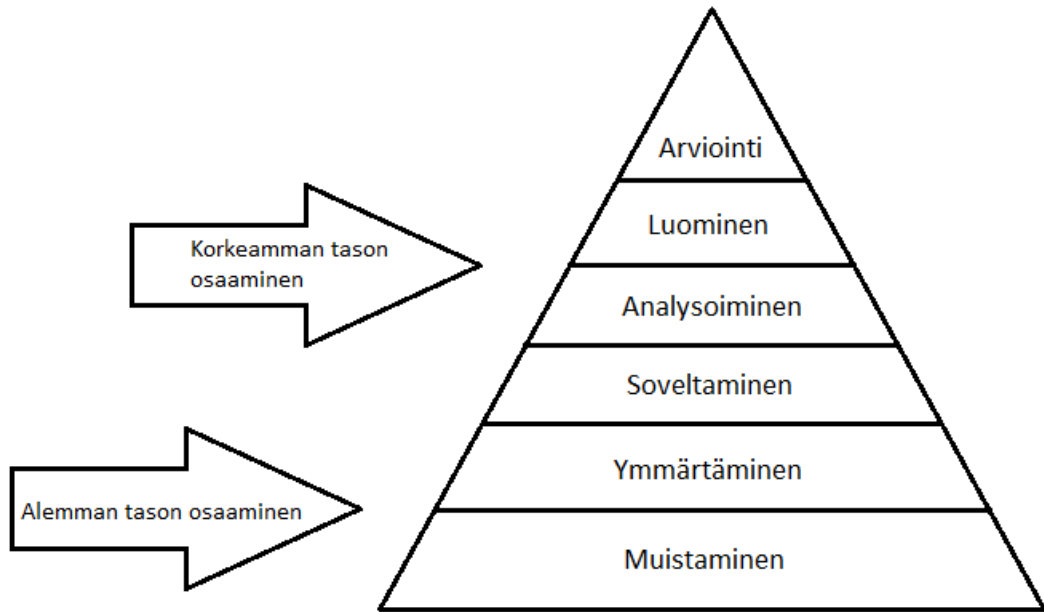 Arviointi
Luominen
Korkeamman tason
osaaminen
Analysoiminen
Soveltaminen
Ymmärtäminen
Alemman tason osaaminen
Muistaminen